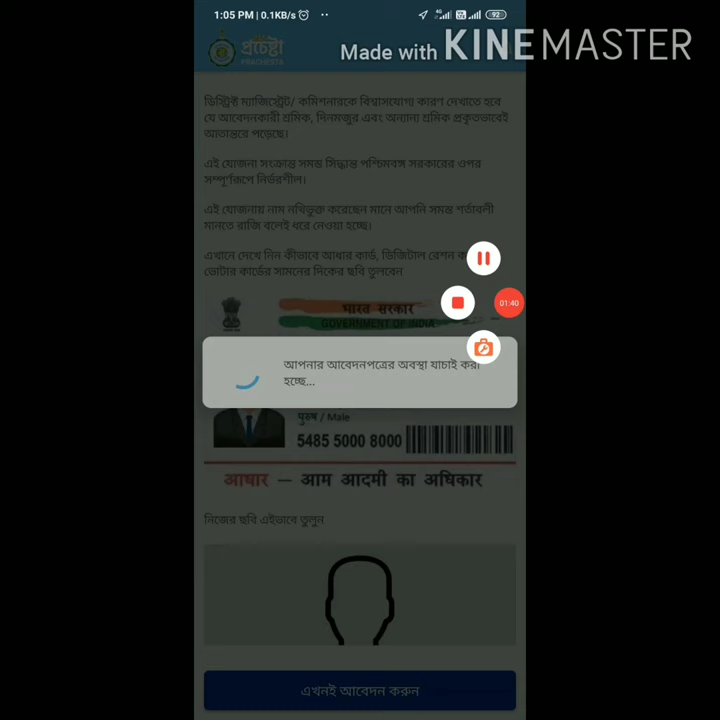 1:05 PM | 0.1KB/s
4G
92
Made with KINEMASTER
প্রচেষ্টা
PRACHESTA
ডিস্ট্রিক্ট ম্যাজিস্ট্রেট/ কমিশনারকে বিশ্বাসযোগ্য কারণ দেখাতে হবে
যে আবেদনকারী শ্রমিক, দিনমজুর এবং অন্যান্য শ্রমিক প্রকৃতভাবেই
আতান্তরে পড়েছে।
এই যোজনা সংক্রান্ত সমস্ত সিদ্ধান্ত পশ্চিমবঙ্গ সরকারের ওপর
সম্পূর্ণরূপে নির্ভরশীল।
এই যোজনায় নাম নথিভুক্ত করেছেন মানে আপনি সমস্ত শর্তাবলী
মানতে রাজি বলেই ধরে নেওয়া হচ্ছে।
এখানে দেখে নিন কীভাবে আধার কার্ড, ডিজিটাল রেশন
ভোটার কার্ডের সামনের দিকের ছবি তুলবেন
01:40
भारत सरकार
GOVERNMENT OF INDIA
আপনার আবেদনপত্রের অবস্থা যাচাই করা
হচ্ছে...
पुरुष / Male
5485 5000 8000
आधार — आम आदमी का अधिकार
নিজের ছবি এইভাবে তুলুন
এখনই আবেদন করুন